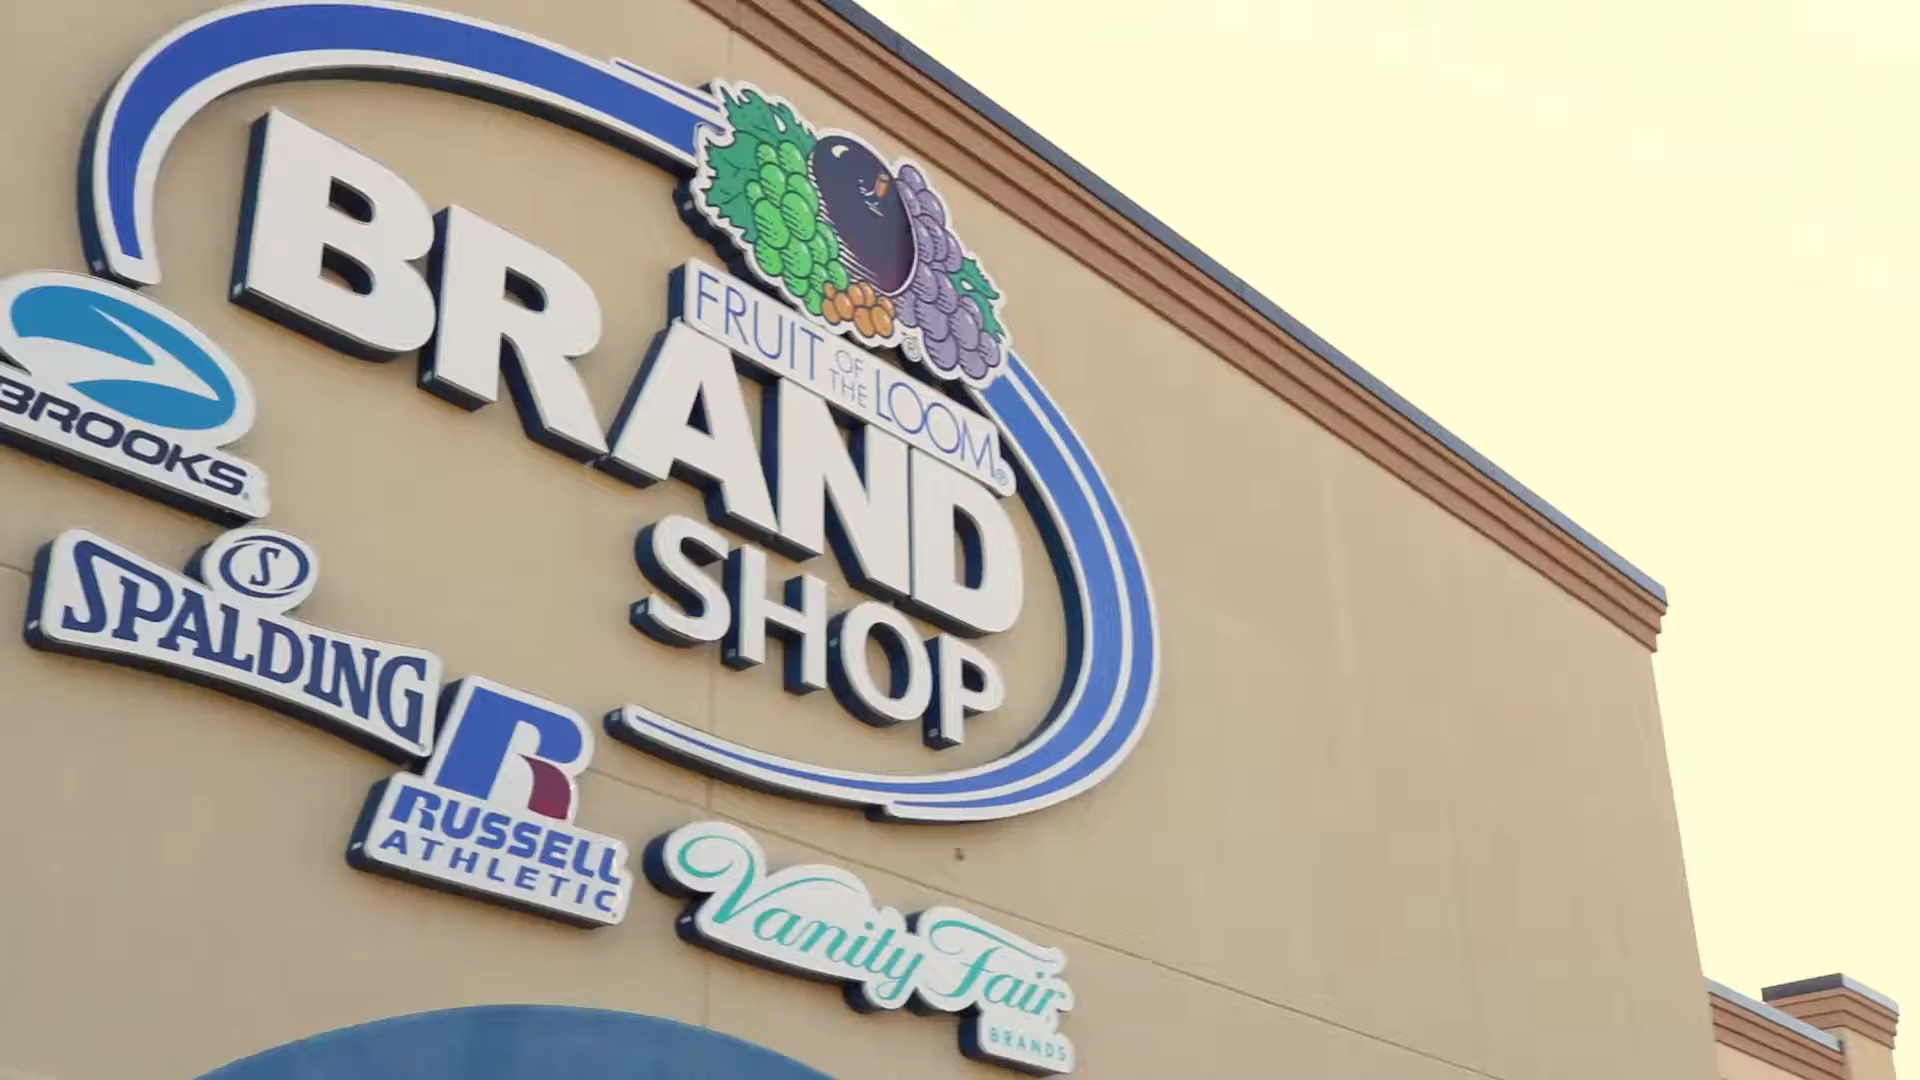 BRAND
FRUIT OF THE LOOM®
SHOP
BROOKS
S
SPALDING
R
RUSSELL
ATHLETIC
Vanity Fair
BRANDS